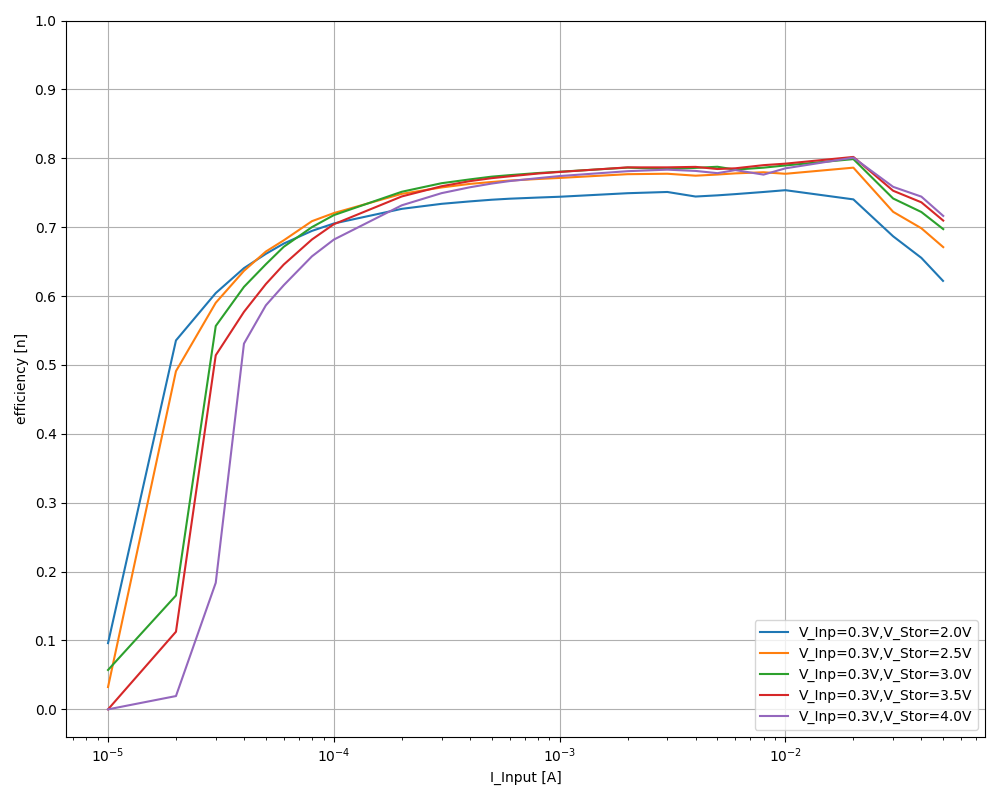 1.0
0.9
0.8
0.7
0.6
0.5
0.4
0.3
0.2
0.1
0.0
efficiency [n]
10⁻⁵ 10⁻⁴ 10⁻³ 10⁻²
I_Input [A]
V_Inp=0.3V,V_Stor=2.0V
V_Inp=0.3V,V_Stor=2.5V
V_Inp=0.3V,V_Stor=3.0V
V_Inp=0.3V,V_Stor=3.5V
V_Inp=0.3V,V_Stor=4.0V